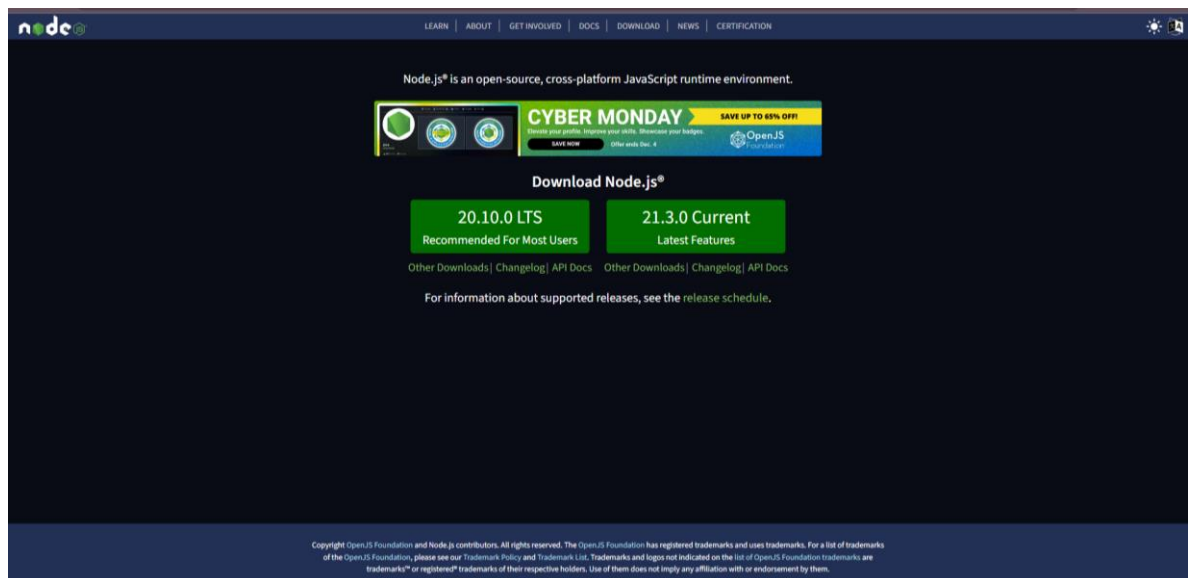 node
LEARN | ABOUT | GET INVOLVED | DOCS | DOWNLOAD | NEWS | CERTIFICATION
Node.js® is an open-source, cross-platform JavaScript runtime environment.
CYBER MONDAY
SAVE UP TO 65% OFF!
Elevate your profile. Improve your skills. Showcase your badges.
SAVE NOW
Offer ends Dec. 4
OpenJS
Foundation
Download Node.js®
20.10.0 LTS
Recommended For Most Users
21.3.0 Current
Latest Features
Other Downloads| Changelog| API Docs
Other Downloads| Changelog| API Docs
For information about supported releases, see the release schedule.
Copyright OpenJS Foundation and Node.js contributors. All rights reserved. The OpenJS Foundation has registered trademarks and uses trademarks. For a list of trademarks
of the OpenJS Foundation, please see our Trademark Policy and Trademark List. Trademarks and logos not indicated on the list of OpenJS Foundation trademarks are
trademarks™ or registered® trademarks of their respective holders. Use of them does not imply any affiliation with or endorsement by them.